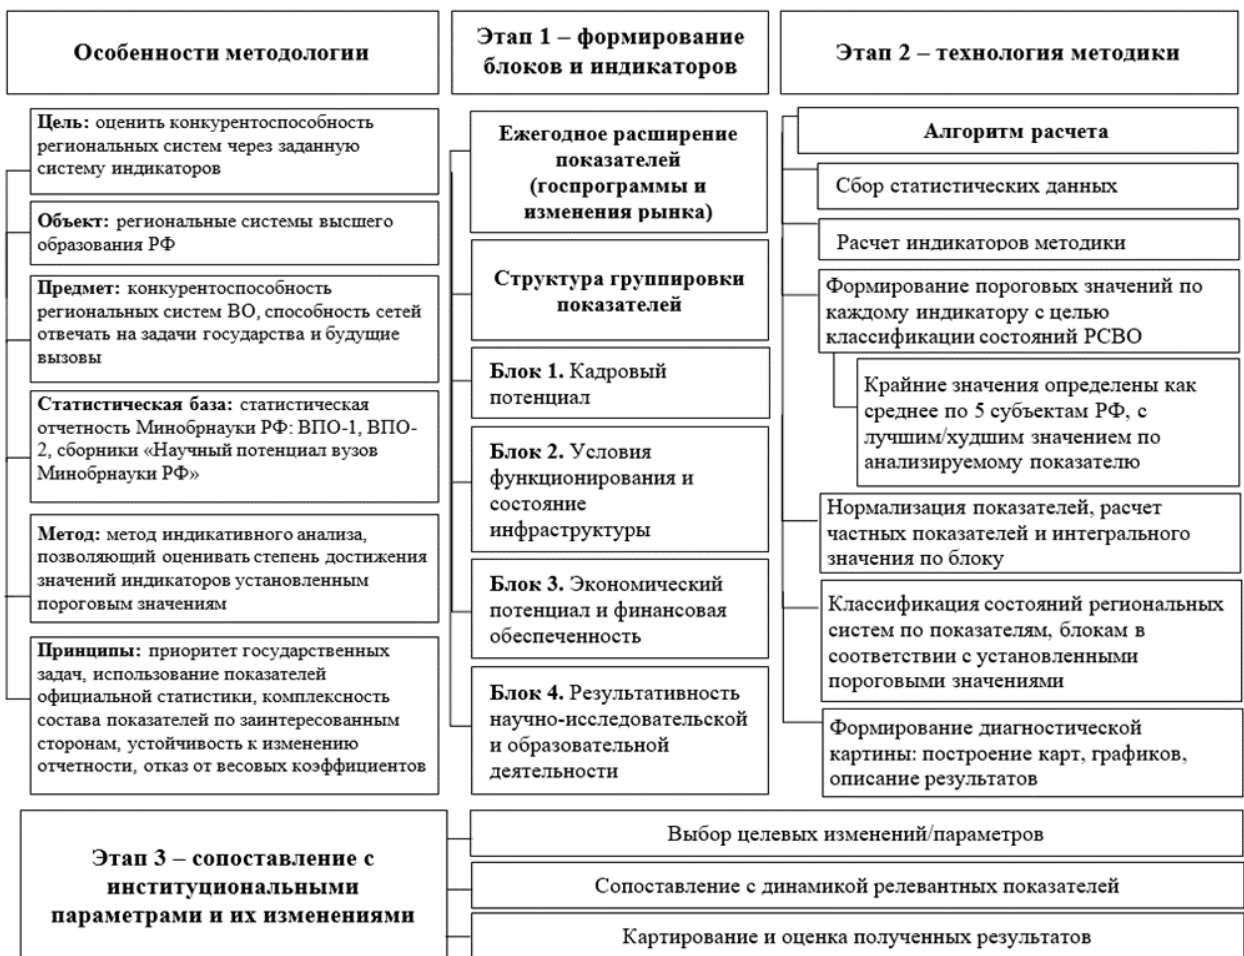 Особенности методологии
Цель: оценить конкурентоспособность
региональных систем через заданную
систему индикаторов
Объект: региональные системы высшего
образования РФ
Предмет: конкурентоспособность
региональных систем ВО, способность сетей
отвечать на задачи государства и будущие
вызовы
Статистическая база: статистическая
отчетность Минобрнауки РФ: ВПО-1, ВПО-
2, сборники «Научный потенциал вузов
Минобрнауки РФ»
Метод: метод индикативного анализа,
позволяющий оценивать степень достижения
значений индикаторов установленным
пороговым значениям
Принципы: приоритет государственных
задач, использование показателей
официальной статистики, комплексность
состава показателей по заинтересованным
сторонам, устойчивость к изменению
отчетности, отказ от весовых коэффициентов
Этап 1 – формирование
блоков и индикаторов
Ежегодное расширение
показателей
(госпрограммы и
изменения рынка)
Структура группировки
показателей
Блок 1. Кадровый
потенциал
Блок 2. Условия
функционирования и
состояние
инфраструктуры
Блок 3. Экономический
потенциал и финансовая
обеспеченность
Блок 4. Результативность
научно-исследовательской
и образовательной
деятельности
Этап 2 – технология методики
Алгоритм расчета
Сбор статистических данных
Расчет индикаторов методики
Формирование пороговых значений по
каждому индикатору с целью
классификации состояний РСВО
Крайние значения определены как
среднее по 5 субъектам РФ, с
лучшим/худшим значением по
анализируемому показателю
Нормализация показателей, расчет
частных показателей и интегрального
значения по блоку
Классификация состояний региональных
систем по показателям, блокам в
соответствии с установленными
пороговыми значениями
Формирование диагностической
картины: построение карт, графиков,
описание результатов
Этап 3 – сопоставление с
институциональными
параметрами и их изменениями
Выбор целевых изменений/параметров
Сопоставление с динамикой релевантных показателей
Картирование и оценка полученных результатов